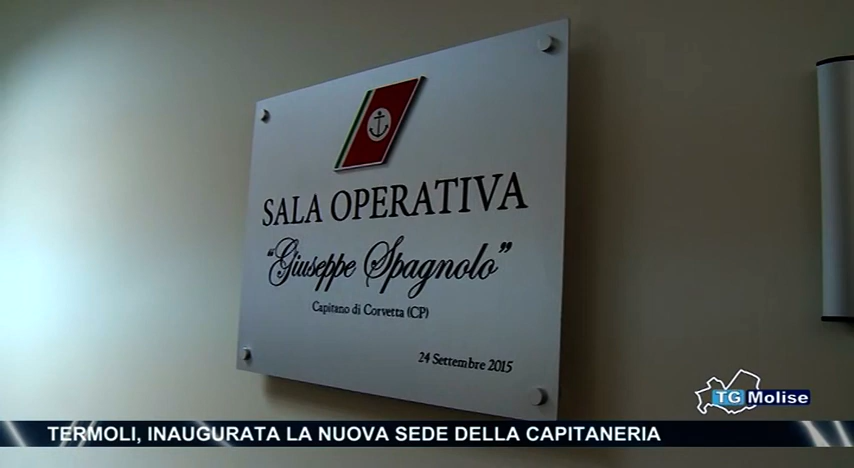 SALA OPERATIVA
“Giuseppe Spagnolo”
Capitano di Corvetta (CP)
24 Settembre 2015
TG Molise
TERMOLI, INAUGURATA LA NUOVA SEDE DELLA CAPITANERIA